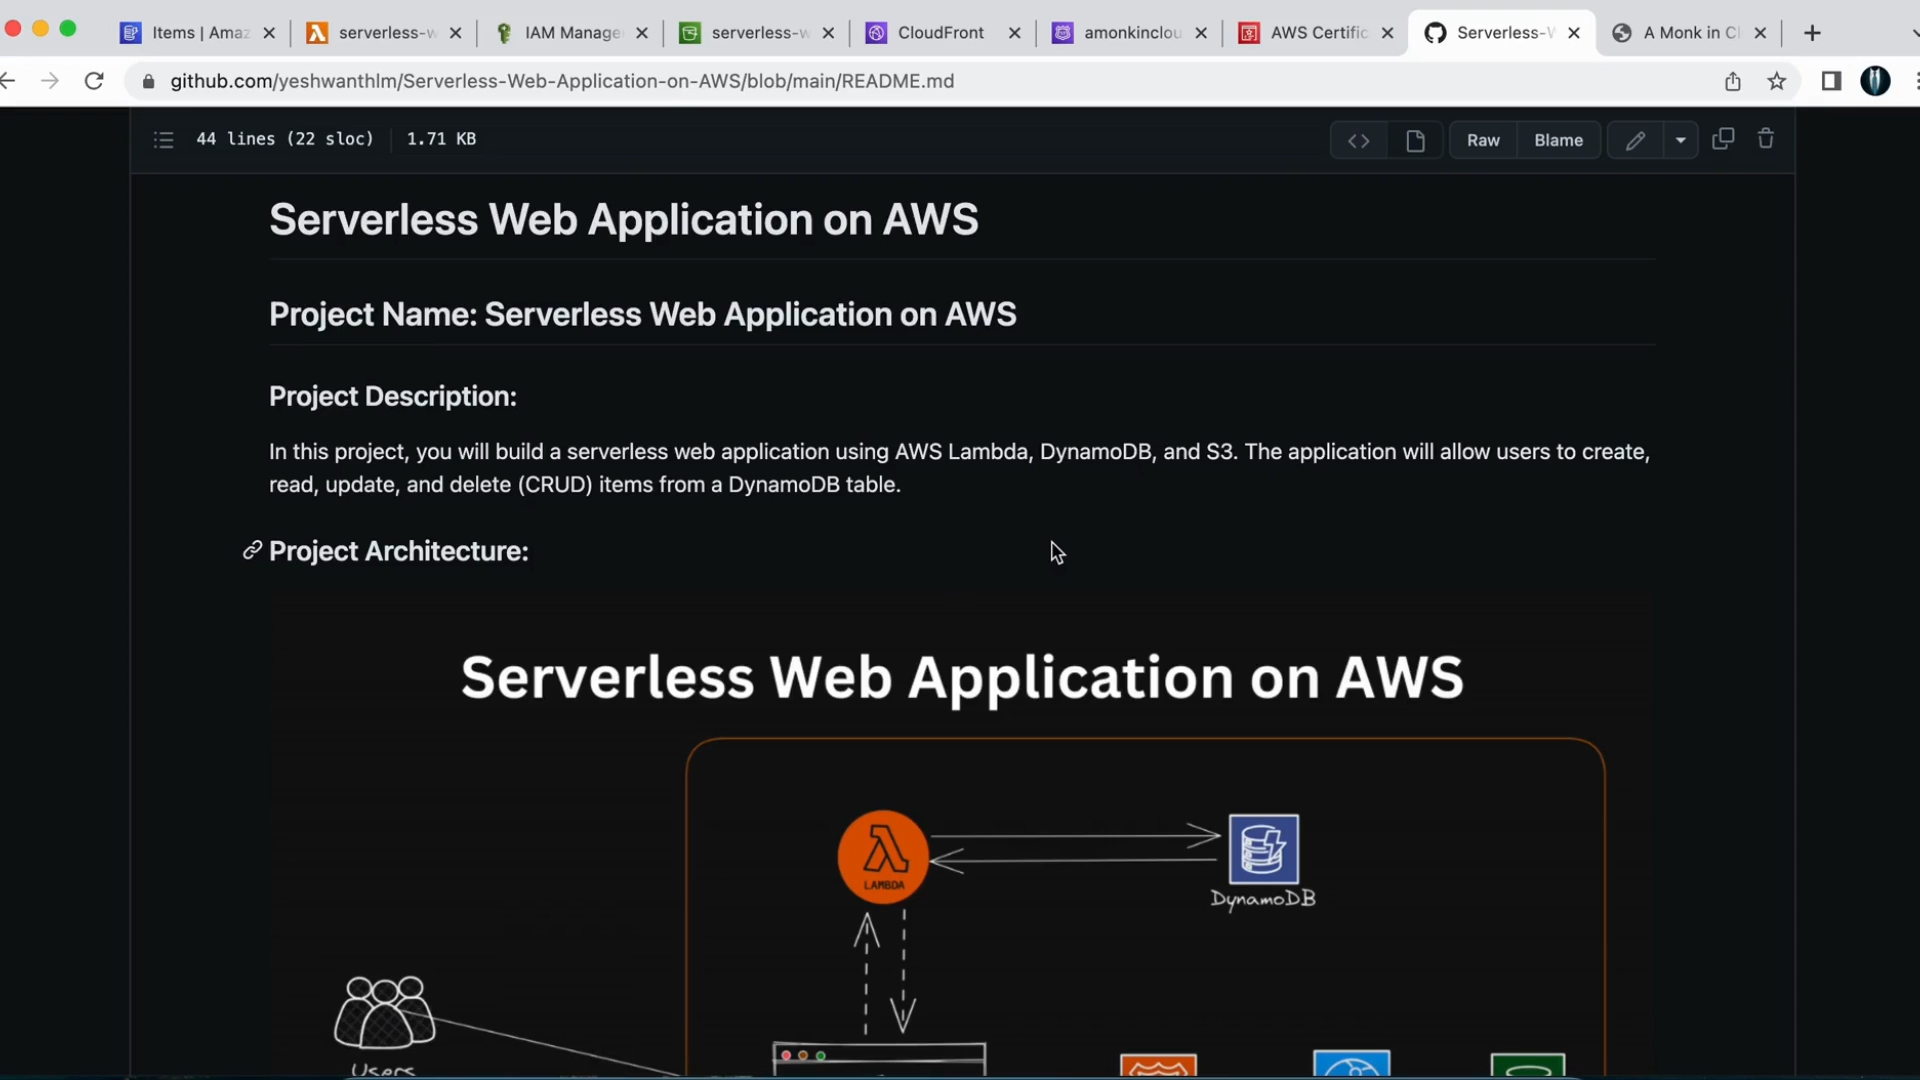 Items | Amaz
serverless-w
IAM Manage
serverless-w
CloudFront
amonkinclou
AWS Certific
Serverless-W
A Monk in Cl
github.com/yeshwanthlm/Serverless-Web-Application-on-AWS/blob/main/README.md
44 lines (22 sloc)
1.71 KB
Raw
Blame
Serverless Web Application on AWS
Project Name: Serverless Web Application on AWS
Project Description:
In this project, you will build a serverless web application using AWS Lambda, DynamoDB, and S3. The application will allow users to create,
read, update, and delete (CRUD) items from a DynamoDB table.
Project Architecture:
Serverless Web Application on AWS
LAMBDA
DynamoDB
Users